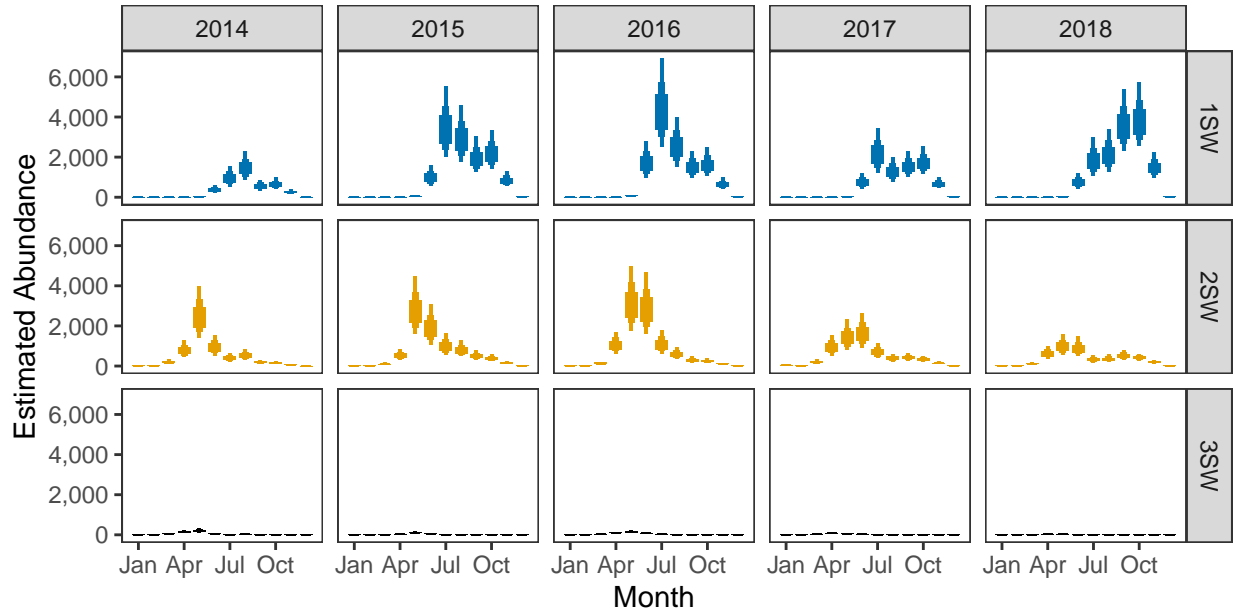 2014 2015 2016 2017 2018
Estimated Abundance
6,000
4,000
2,000
0
1SW
6,000
4,000
2,000
0
2SW
6,000
4,000
2,000
0
3SW
Jan Apr Jul Oct Jan Apr Jul Oct Jan Apr Jul Oct Jan Apr Jul Oct Jan Apr Jul Oct
Month